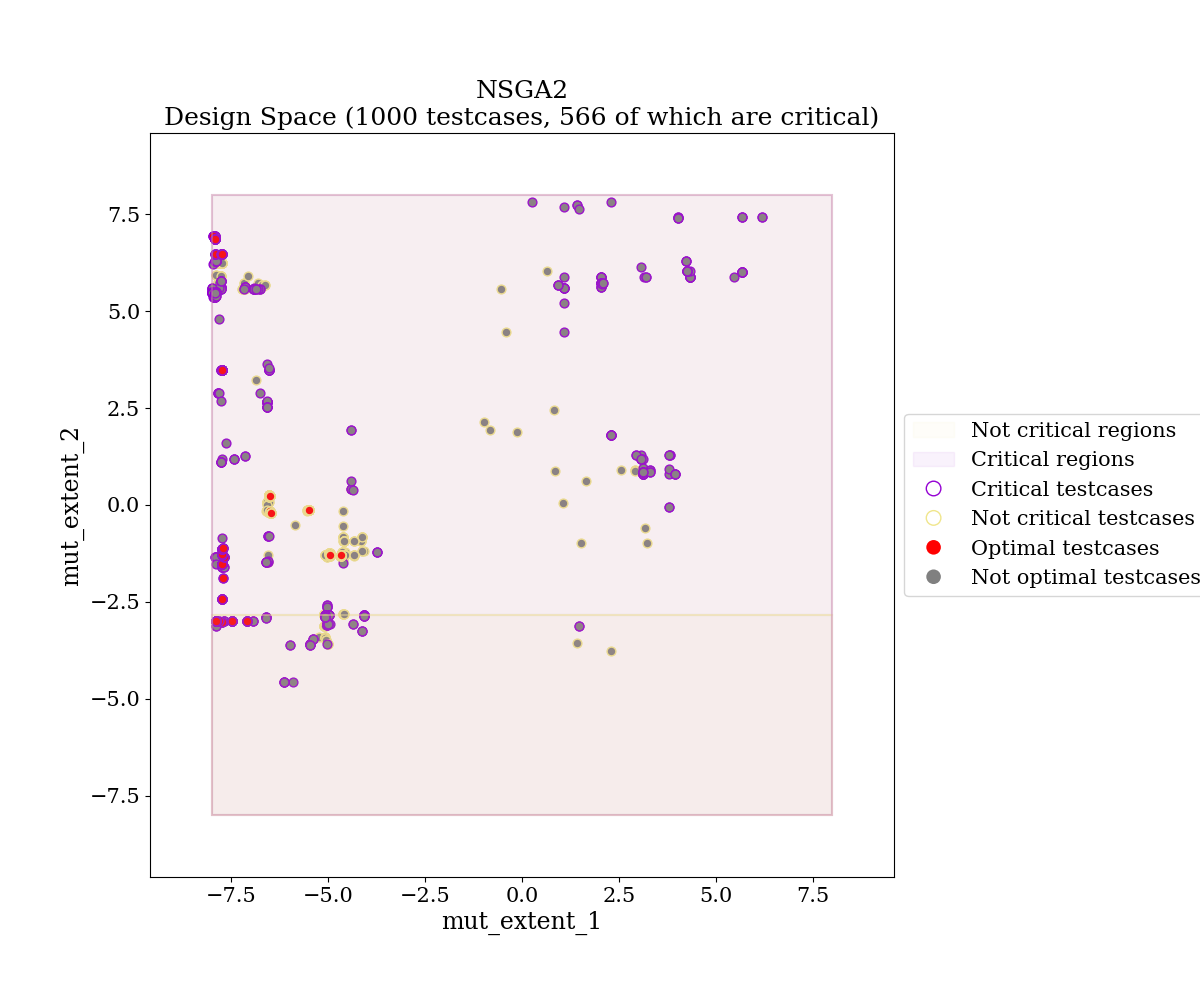 NSGA2
Design Space (1000 testcases, 566 of which are critical)
mut_extent_2
7.5
5.0
2.5
0.0
−2.5
−5.0
−7.5
−7.5
−5.0
−2.5
0.0
2.5
5.0
7.5
mut_extent_1
Not critical regions
Critical regions
Critical testcases
Not critical testcases
Optimal testcases
Not optimal testcases